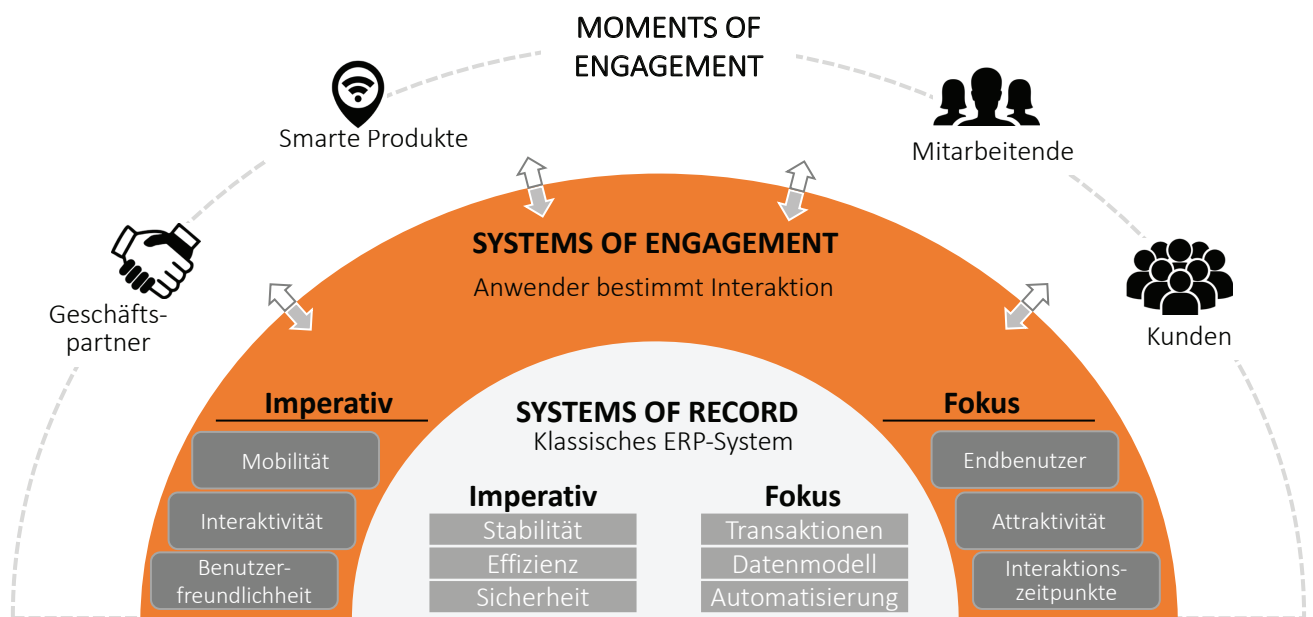 MOMENTS OF
ENGAGEMENT
Smarte Produkte
Mitarbeitende
Geschäfts-
partner
Kunden
SYSTEMS OF ENGAGEMENT
Anwender bestimmt Interaktion
Imperativ
Mobilität
Interaktivität
Benutzer-
freundlichheit
SYSTEMS OF RECORD
Klassisches ERP-System
Imperativ
Stabilität
Effizienz
Sicherheit
Fokus
Transaktionen
Datenmodell
Automatisierung
Fokus
Endbenutzer
Attraktivität
Interaktions-
zeitpunkte